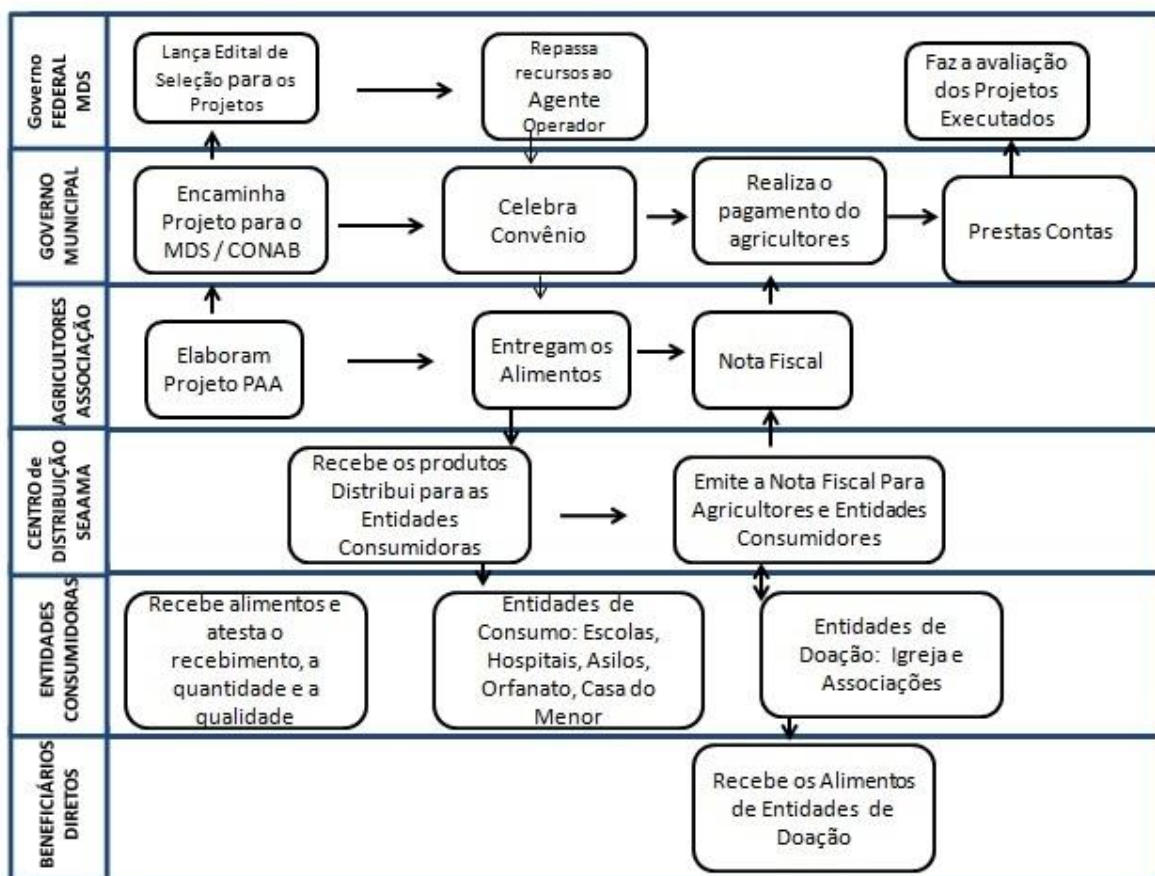 Governo
FEDERAL
MDS
Lança Edital de
Seleção para os
Projetos
Repassa
recursos ao
Agente
Operador
Faz a avaliação
dos Projetos
Executados
GOVERNO
MUNICIPAL
Encaminha
Projeto para o
MDS / CONAB
Celebra
Convênio
Realiza o
pagamento do
agricultores
Prestas Contas
AGRICULTORES
ASSOCIAÇÃO
Elaboram
Projeto PAA
Entregam os
Alimentos
Nota Fiscal
CENTRO de
DISTRIBUIÇÃO
SEAAMA
Recebe os produtos
Distribui para as
Entidades
Consumidoras
Emite a Nota Fiscal Para
Agricultores e Entidades
Consumidores
ENTIDADES
CONSUMIDORAS
Recebe alimentos e
atesta o
recebimento, a
quantidade e a
qualidade
Entidades de
Consumo: Escolas,
Hospitais, Asilos,
Orfanato, Casa do
Menor
Entidades de
Doação: Igreja e
Associações
BENEFICIÁRIOS
DIRETOS
Recebe os Alimentos
de Entidades de
Doação